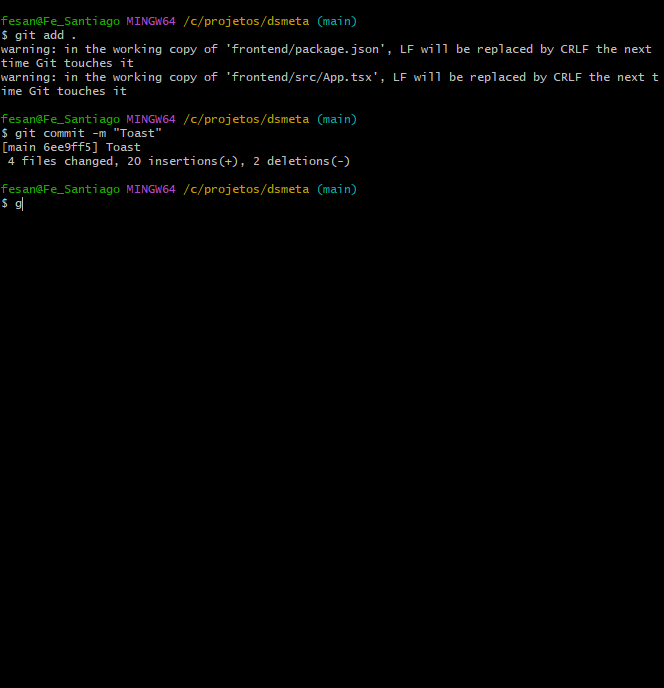 fesan@Fe_Santiago MINGW64 /c/projetos/dsmeta (main)
$ git add .
warning: in the working copy of 'frontend/package.json', LF will be replaced by CRLF the next
time Git touches it
warning: in the working copy of 'frontend/src/App.tsx', LF will be replaced by CRLF the next t
ime Git touches it
fesan@Fe_Santiago MINGW64 /c/projetos/dsmeta (main)
$ git commit -m "Toast"
[main 6ee9ff5] Toast
 4 files changed, 20 insertions(+), 2 deletions(-)
fesan@Fe_Santiago MINGW64 /c/projetos/dsmeta (main)
$ g